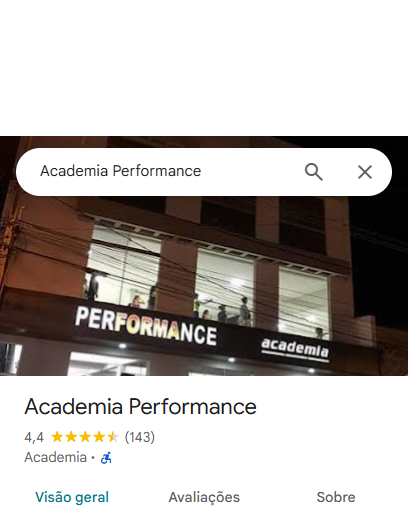 Academia Performance
PERFORMANCE
academia
Academia Performance
4,4 (143)
Academia ·
Visão geral Avaliações Sobre